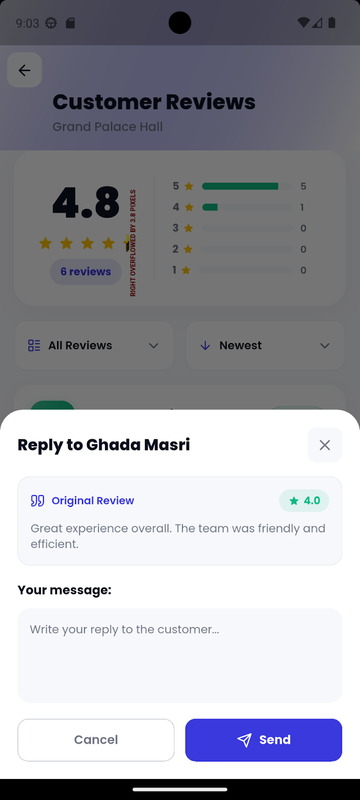 9:03
Customer Reviews
Grand Palace Hall
4.8
6 reviews
RIGHT OVERFLOWED BY 3.8 PIXELS
5 5
4 1
3 0
2 0
1 0
All Reviews
Newest
Reply to Ghada Masri
Original Review
4.0
Great experience overall. The team was friendly and
efficient.
Your message:
Write your reply to the customer...
Cancel
Send